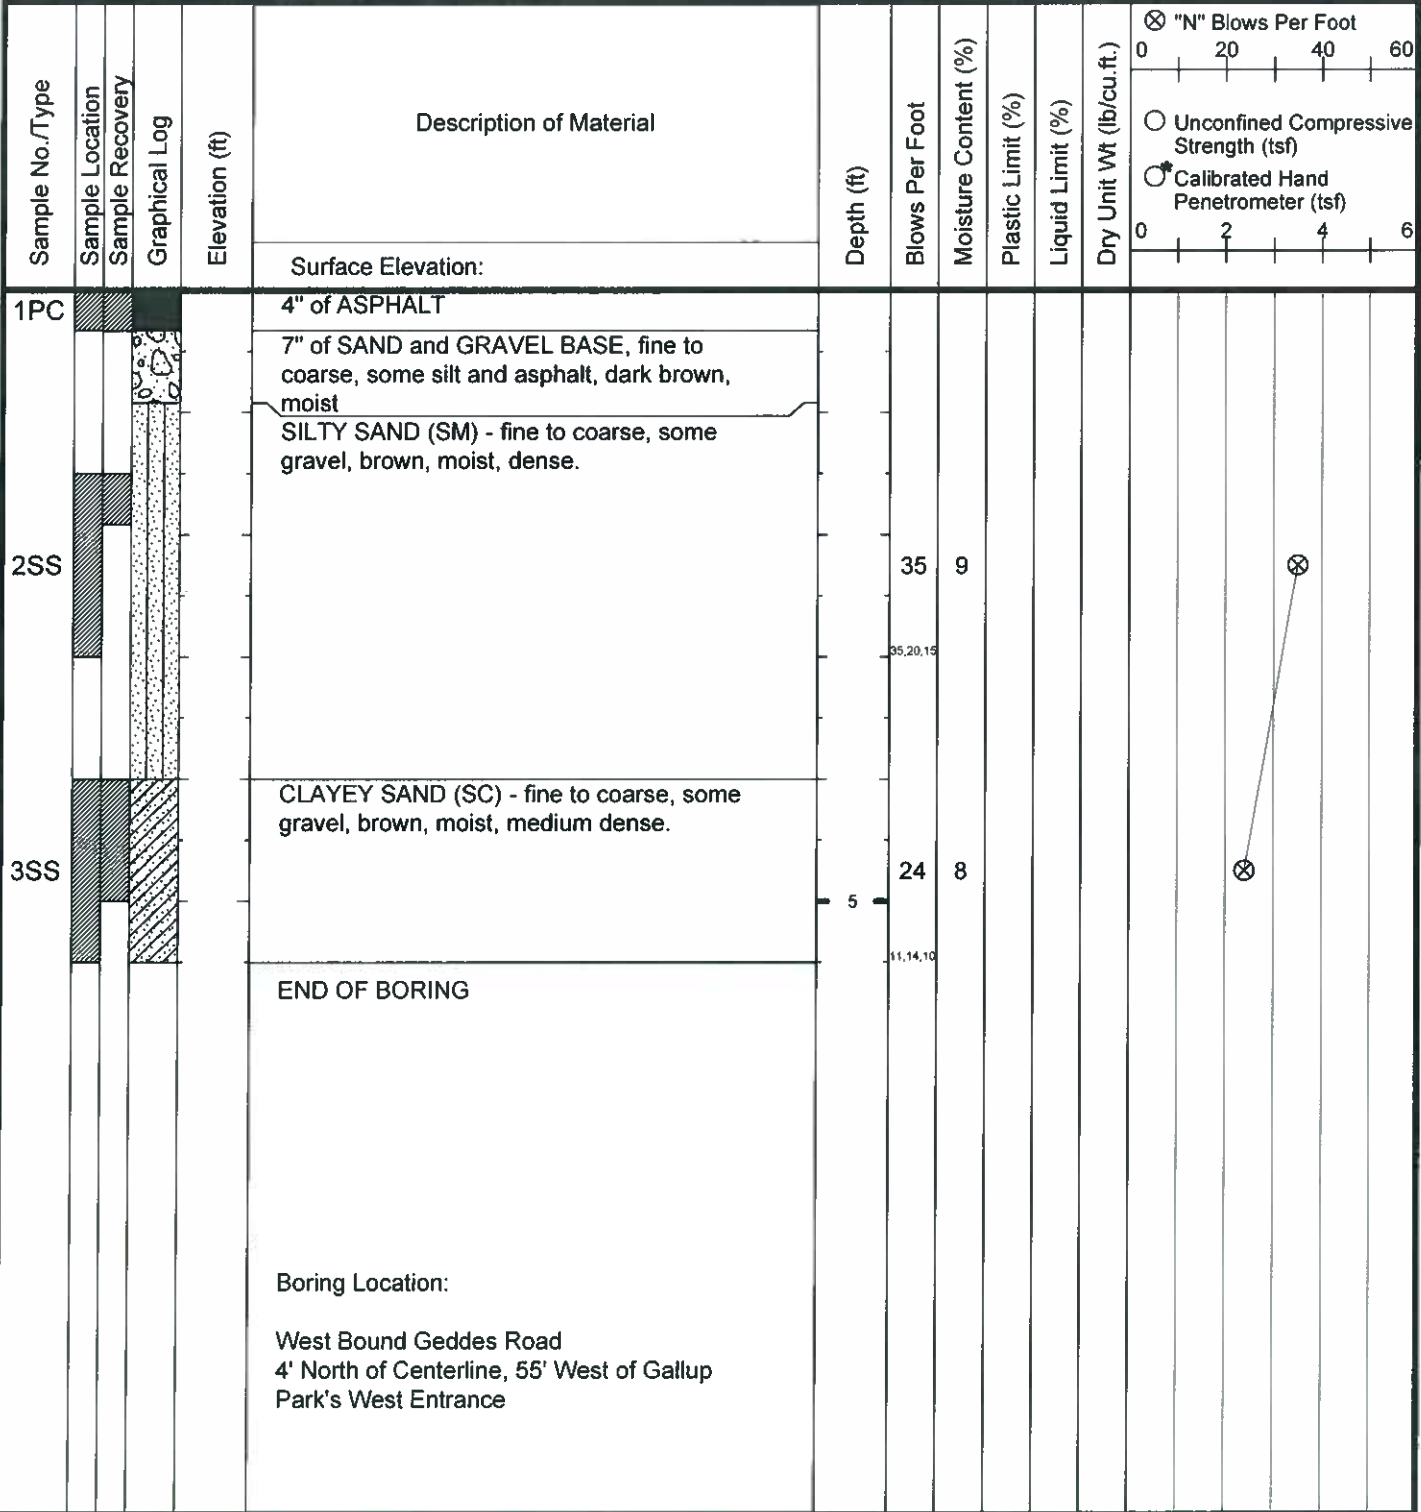 Sample No./Type
Sample Location
Sample Recovery
Graphical Log
Elevation (ft)
Description of Material
Surface Elevation:
Depth (ft)
Blows Per Foot
Moisture Content (%)
Plastic Limit (%)
Liquid Limit (%)
Dry Unit Wt (lb/cu.ft.)
"N" Blows Per Foot
0 20 40 60
Unconfined Compressive
Strength (tsf)
* Calibrated Hand
Penetrometer (tsf)
0 2 4 6
1PC
4" of ASPHALT
7" of SAND and GRAVEL BASE, fine to
coarse, some silt and asphalt, dark brown,
moist
SILTY SAND (SM) - fine to coarse, some
gravel, brown, moist, dense.
2SS 35 9
35,20,15
CLAYEY SAND (SC) - fine to coarse, some
gravel, brown, moist, medium dense.
3SS 24 8
5
11,14,10
END OF BORING
Boring Location:
West Bound Geddes Road
4' North of Centerline, 55' West of Gallup
Park's West Entrance